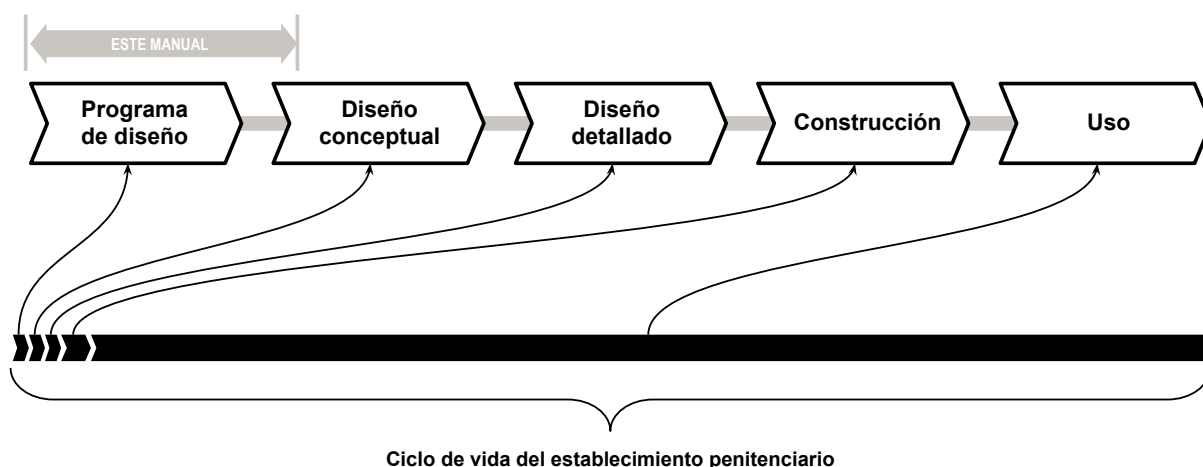 ESTE MANUAL
Programa
de diseño
Diseño
conceptual
Diseño
detallado
Construcción
Uso
Ciclo de vida del establecimiento penitenciario